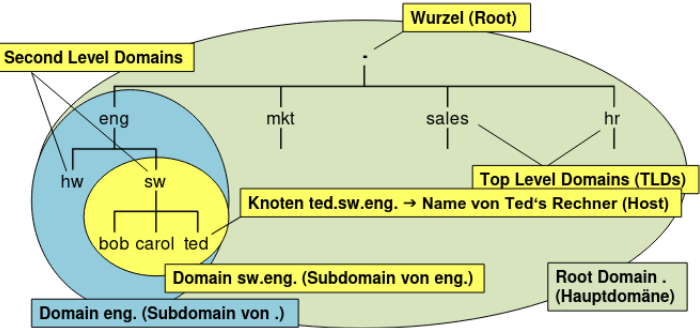 Wurzel (Root)
.
Second Level Domains
eng
mkt
sales
hr
hw
sw
Top Level Domains (TLDs)
Knoten ted.sw.eng. → Name von Ted‘s Rechner (Host)
bob carol ted
Domain sw.eng. (Subdomain von eng.)
Root Domain .
(Hauptdomäne)
Domain eng. (Subdomain von .)